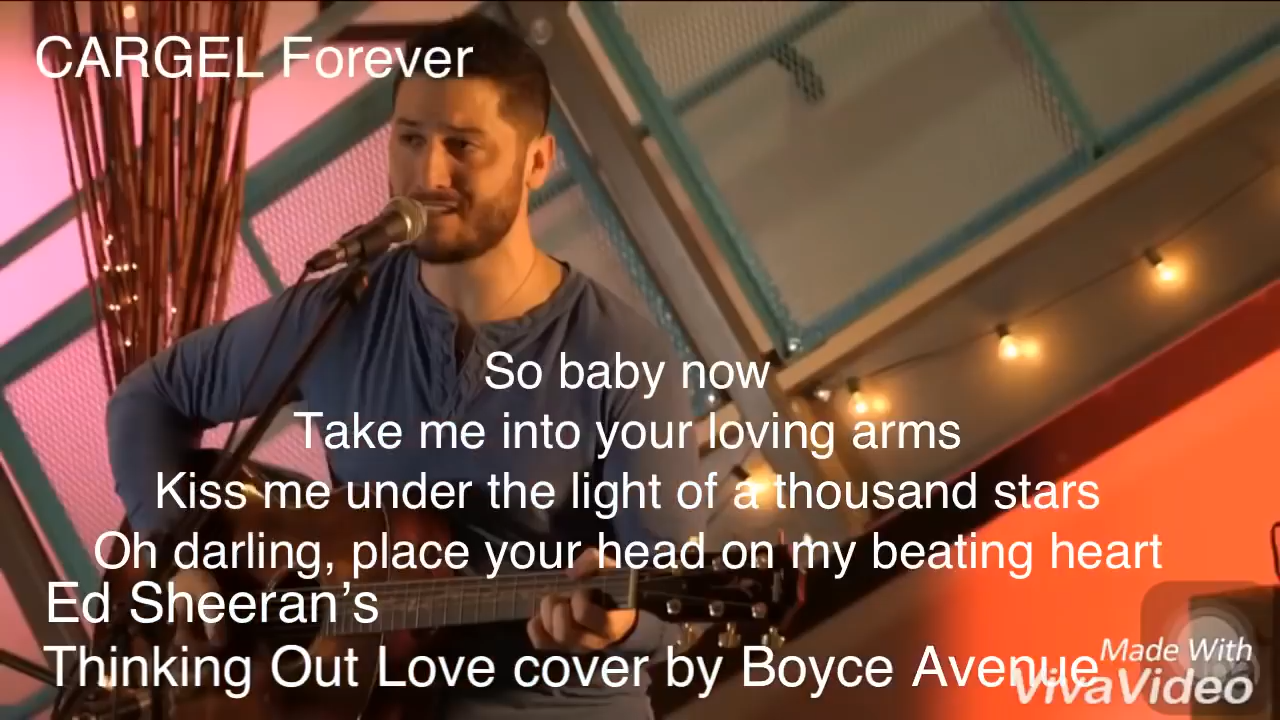 CARGEL Forever
So baby now
Take me into your loving arms
Kiss me under the light of a thousand stars
Oh darling, place your head on my beating heart
Ed Sheeran’s
Thinking Out Love cover by Boyce Avenue
Made With
VivaVideo